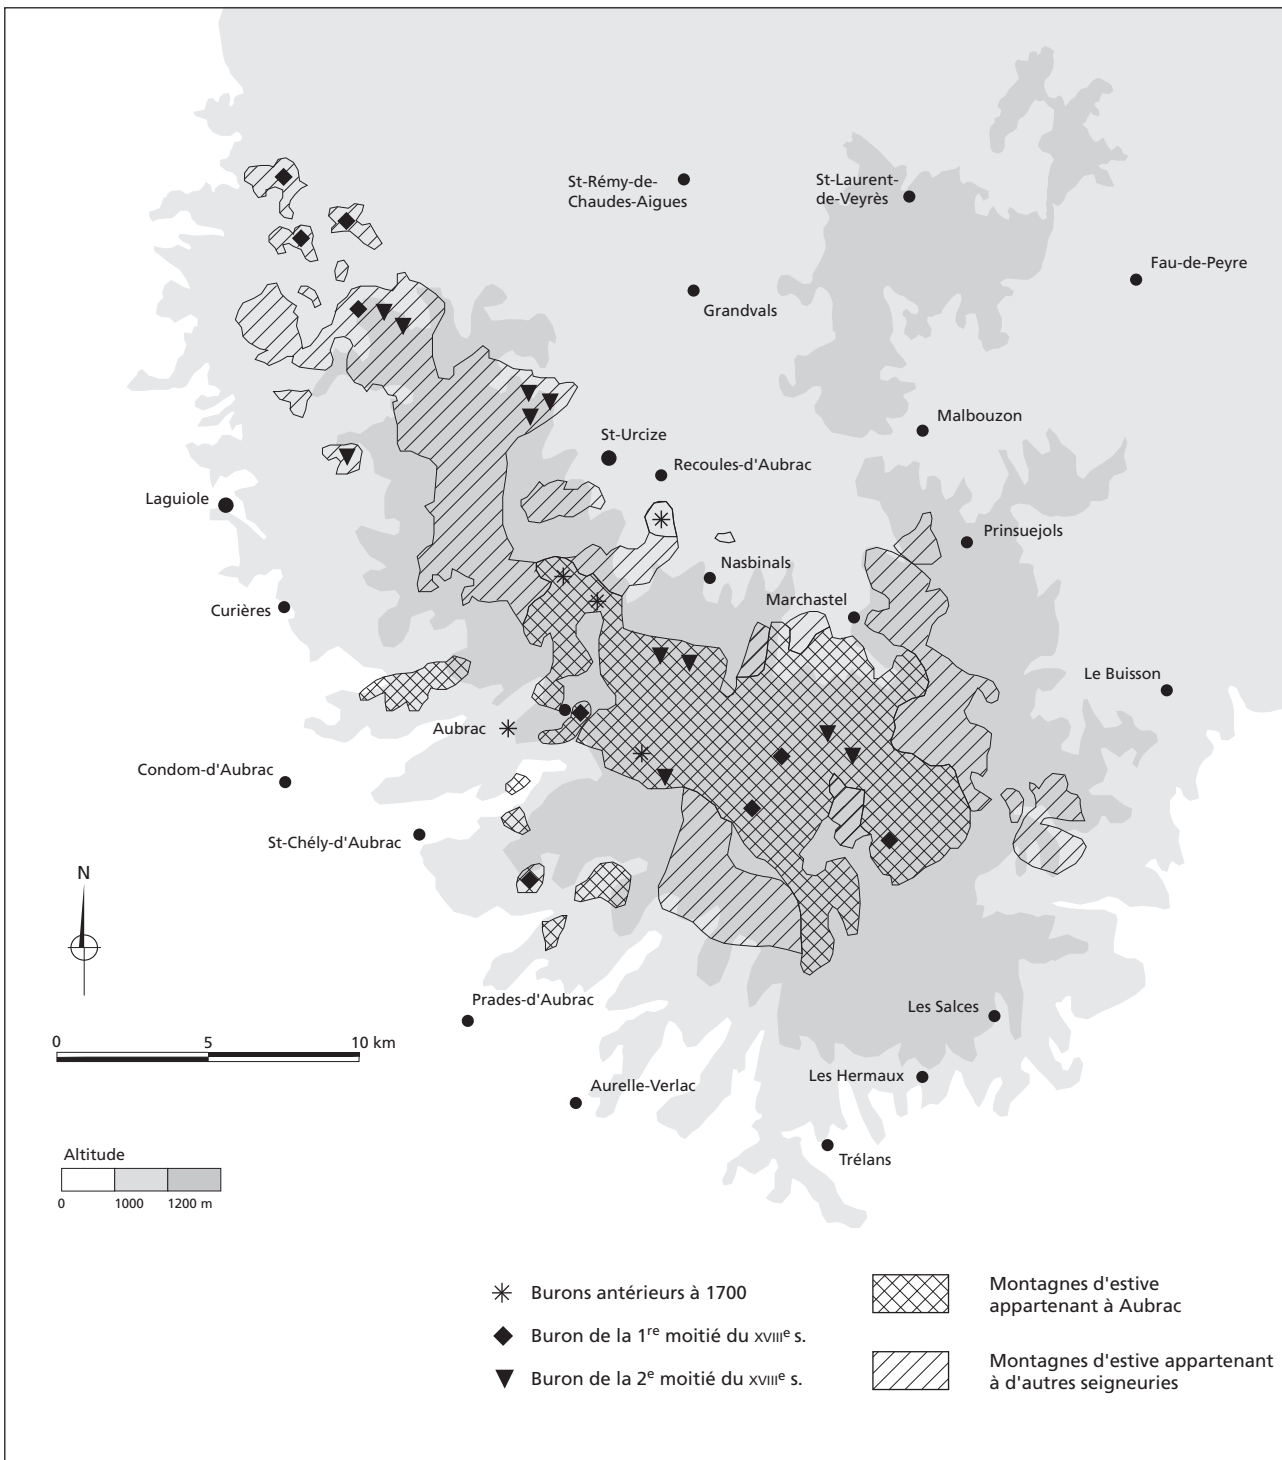 St-Rémy-de-
Chaudes-Aigues
St-Laurent-
de-Veyrès
Fau-de-Peyre
Grandvals
Malbouzon
St-Urcize
Recoules-d'Aubrac
Laguiole
Prinsuejols
Nasbinals
Marchastel
Curières
Le Buisson
Aubrac
Condom-d'Aubrac
St-Chély-d'Aubrac
N
Prades-d'Aubrac
Les Salces
0 5 10 km
Les Hermaux
Aurelle-Verlac
Altitude
Trélans
0 1000 1200 m
Burons antérieurs à 1700
Buron de la 1re moitié du XVIIIe s.
Buron de la 2e moitié du XVIIIe s.
Montagnes d'estive
appartenant à Aubrac
Montagnes d'estive appartenant
à d'autres seigneuries